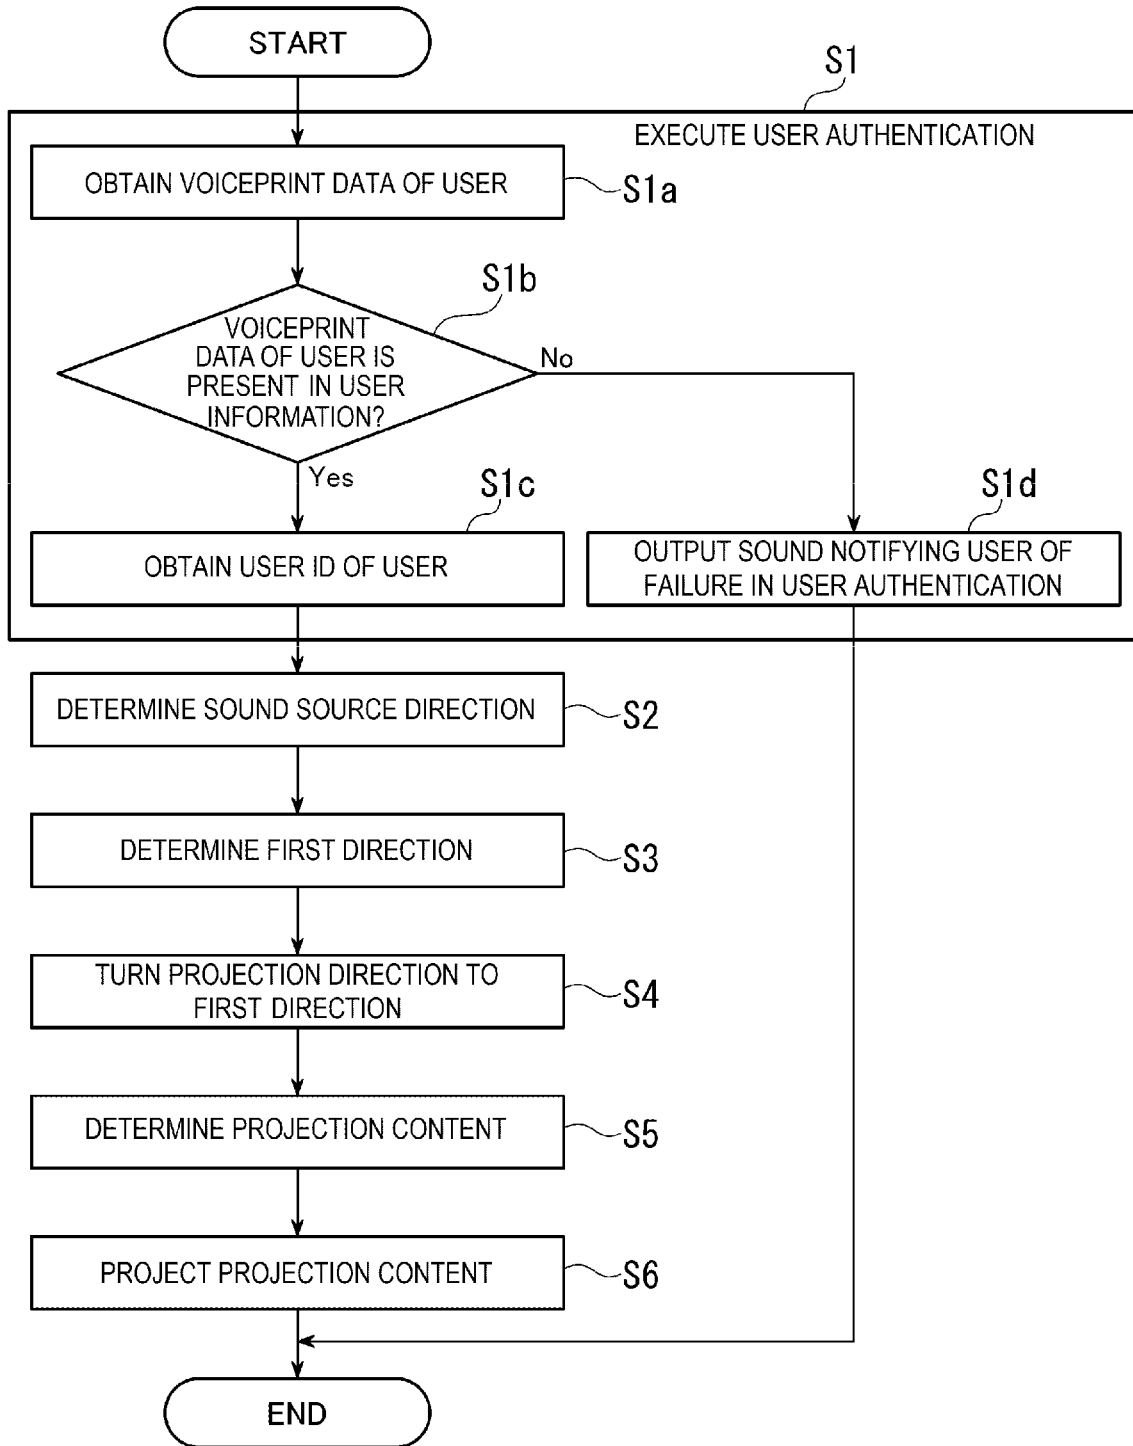 START
S1
EXECUTE USER AUTHENTICATION
OBTAIN VOICEPRINT DATA OF USER
S1a
S1b
VOICEPRINT
DATA OF USER IS
PRESENT IN USER
INFORMATION?
No
Yes
S1c
S1d
OBTAIN USER ID OF USER
OUTPUT SOUND NOTIFYING USER OF
FAILURE IN USER AUTHENTICATION
DETERMINE SOUND SOURCE DIRECTION
S2
DETERMINE FIRST DIRECTION
S3
TURN PROJECTION DIRECTION TO
FIRST DIRECTION
S4
DETERMINE PROJECTION CONTENT
S5
PROJECT PROJECTION CONTENT
S6
END